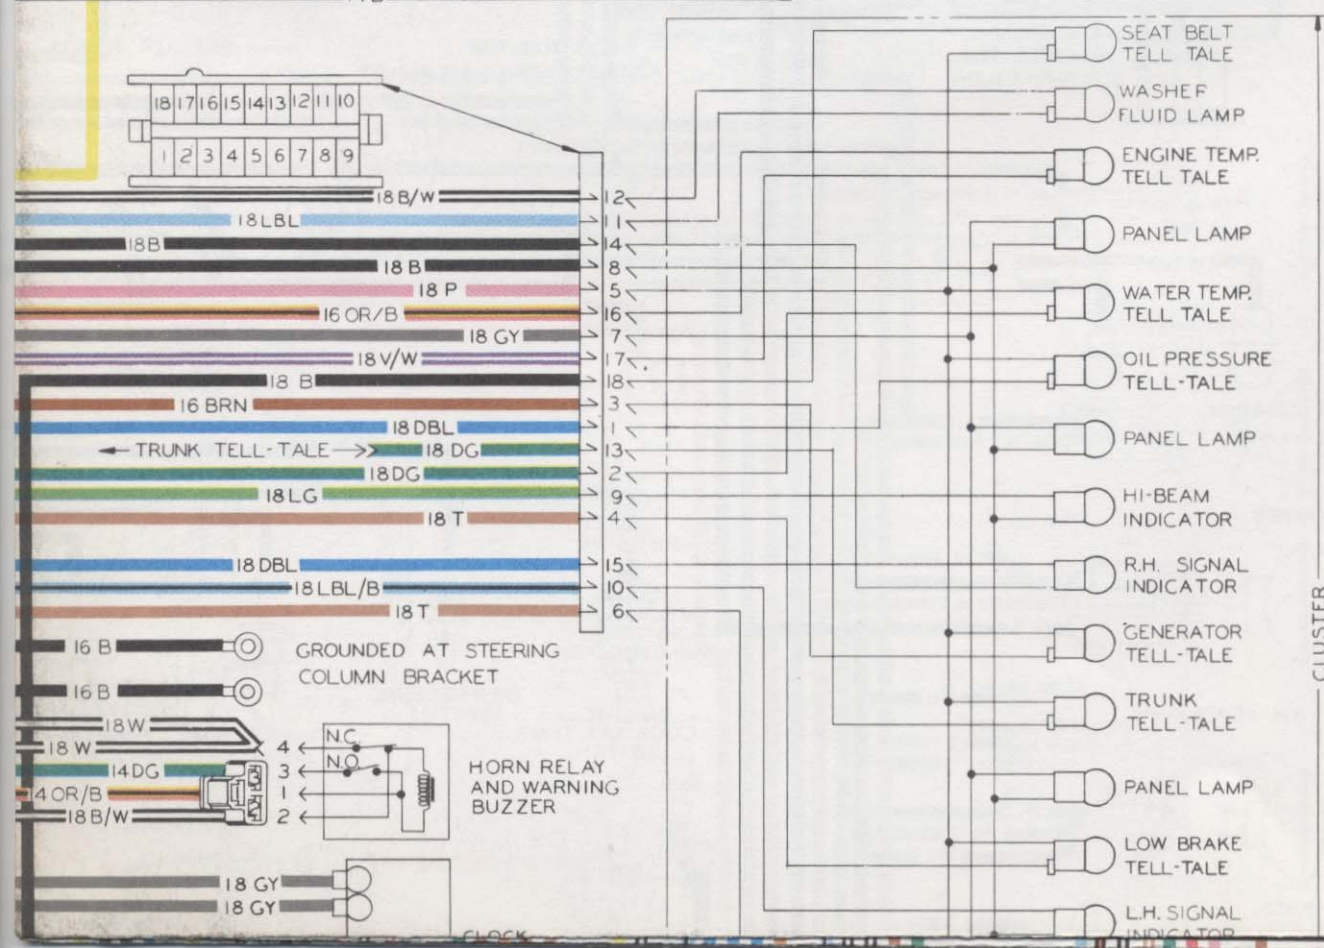 18 17 16 15 14 13 12 11 10
1 2 3 4 5 6 7 8 9
18 B/W 12
18 LBL 11
18 B 14
18 B 8
18 P 5
16 OR/B 16
18 GY 7
18 V/W 17
18 B 18
16 BRN 3
18 DBL 1
TRUNK TELL-TALE 18 DG 13
18 DG 2
18 LG 9
18 T 4
18 DBL 15
18 LBL/B 10
18 T 6
16 B
GROUNDED AT STEERING
COLUMN BRACKET
16 B
18 W
18 W 4 N.C.
14 DG 3 N.O.
4 OR/B 1
18 B/W 2
HORN RELAY
AND WARNING
BUZZER
18 GY
18 GY
CLOCK
SEAT BELT
TELL TALE
WASHER
FLUID LAMP
ENGINE TEMP.
TELL TALE
PANEL LAMP
WATER TEMP.
TELL TALE
OIL PRESSURE
TELL-TALE
PANEL LAMP
HI-BEAM
INDICATOR
R.H. SIGNAL
INDICATOR
GENERATOR
TELL-TALE
TRUNK
TELL-TALE
PANEL LAMP
LOW BRAKE
TELL-TALE
L.H. SIGNAL
INDICATOR
CLUSTER